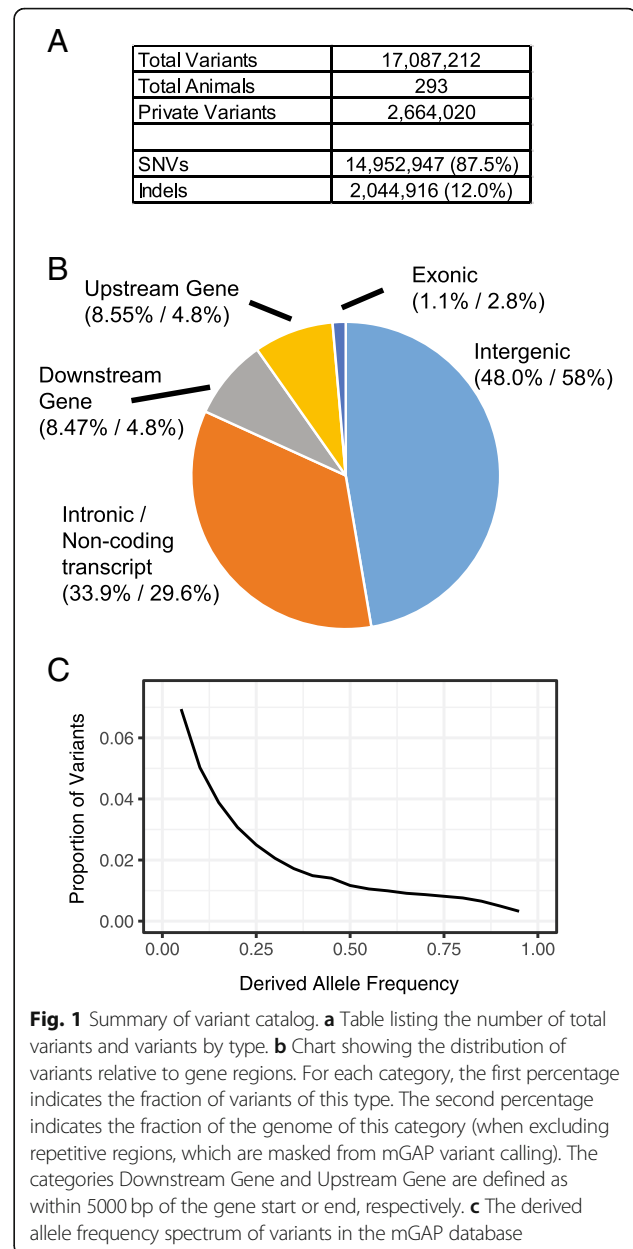 A
Total Variants 17,087,212
Total Animals 293
Private Variants 2,664,020
SNVs 14,952,947 (87.5%)
Indels 2,044,916 (12.0%)
B
Upstream Gene
(8.55% / 4.8%)
Exonic
(1.1% / 2.8%)
Intergenic
(48.0% / 58%)
Downstream
Gene
(8.47% / 4.8%)
Intronic /
Non-coding
transcript
(33.9% / 29.6%)
C
Proportion of Variants
0.06
0.04
0.02
0.00
0.00 0.25 0.50 0.75 1.00
Derived Allele Frequency
Fig. 1 Summary of variant catalog. a Table listing the number of total
variants and variants by type. b Chart showing the distribution of
variants relative to gene regions. For each category, the first percentage
indicates the fraction of variants of this type. The second percentage
indicates the fraction of the genome of this category (when excluding
repetitive regions, which are masked from mGAP variant calling). The
categories Downstream Gene and Upstream Gene are defined as
within 5000 bp of the gene start or end, respectively. c The derived
allele frequency spectrum of variants in the mGAP database